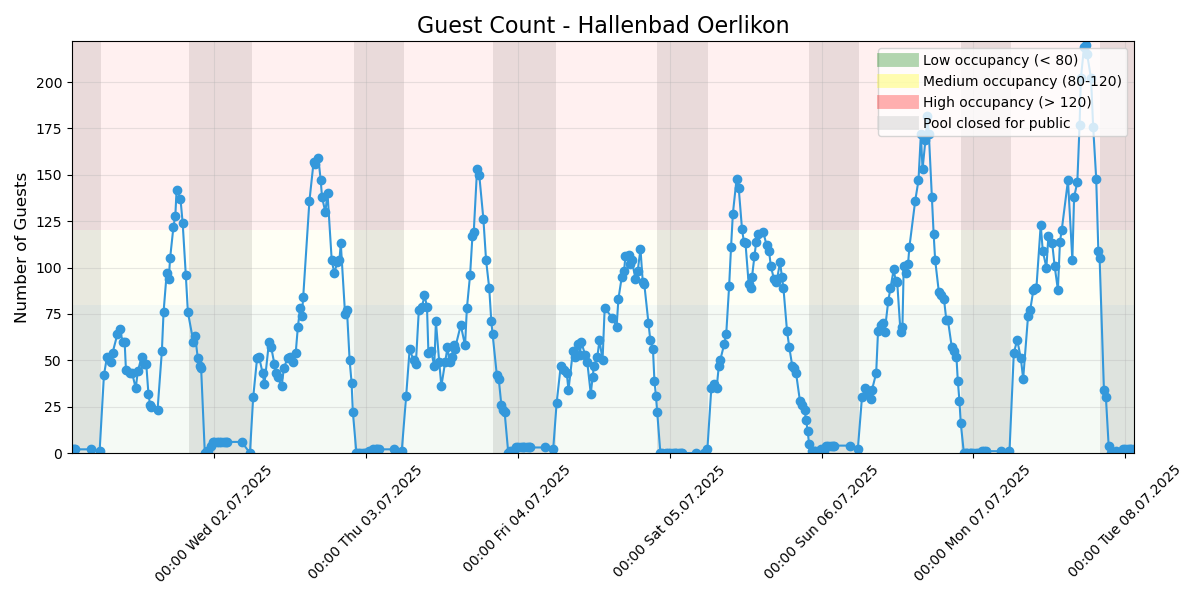 Guest Count - Hallenbad Oerlikon
Low occupancy (< 80)
Medium occupancy (80-120)
High occupancy (> 120)
Pool closed for public
Number of Guests
200
175
150
125
100
75
50
25
0
00:00 Wed 02.07.2025
00:00 Thu 03.07.2025
00:00 Fri 04.07.2025
00:00 Sat 05.07.2025
00:00 Sun 06.07.2025
00:00 Mon 07.07.2025
00:00 Tue 08.07.2025